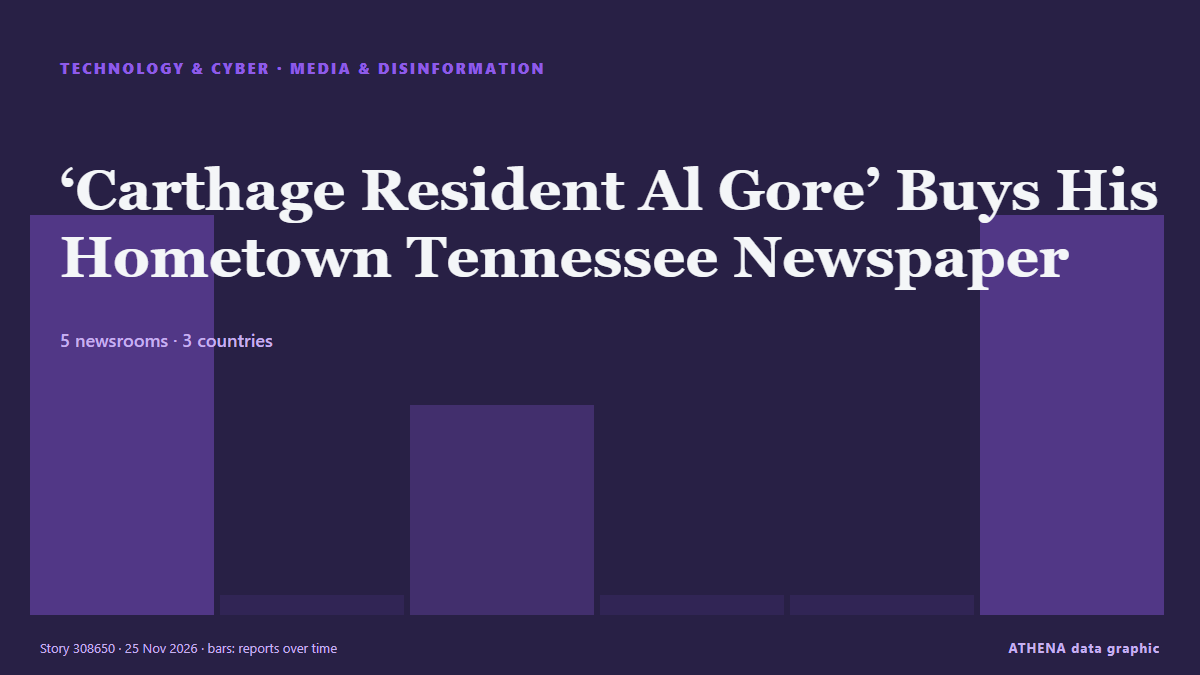 TECHNOLOGY & CYBER · MEDIA & DISINFORMATION
‘Carthage Resident Al Gore’ Buys His
Hometown Tennessee Newspaper
5 newsrooms · 3 countries
Story 308650 · 25 Nov 2026 · bars: reports over time
ATHENA data graphic